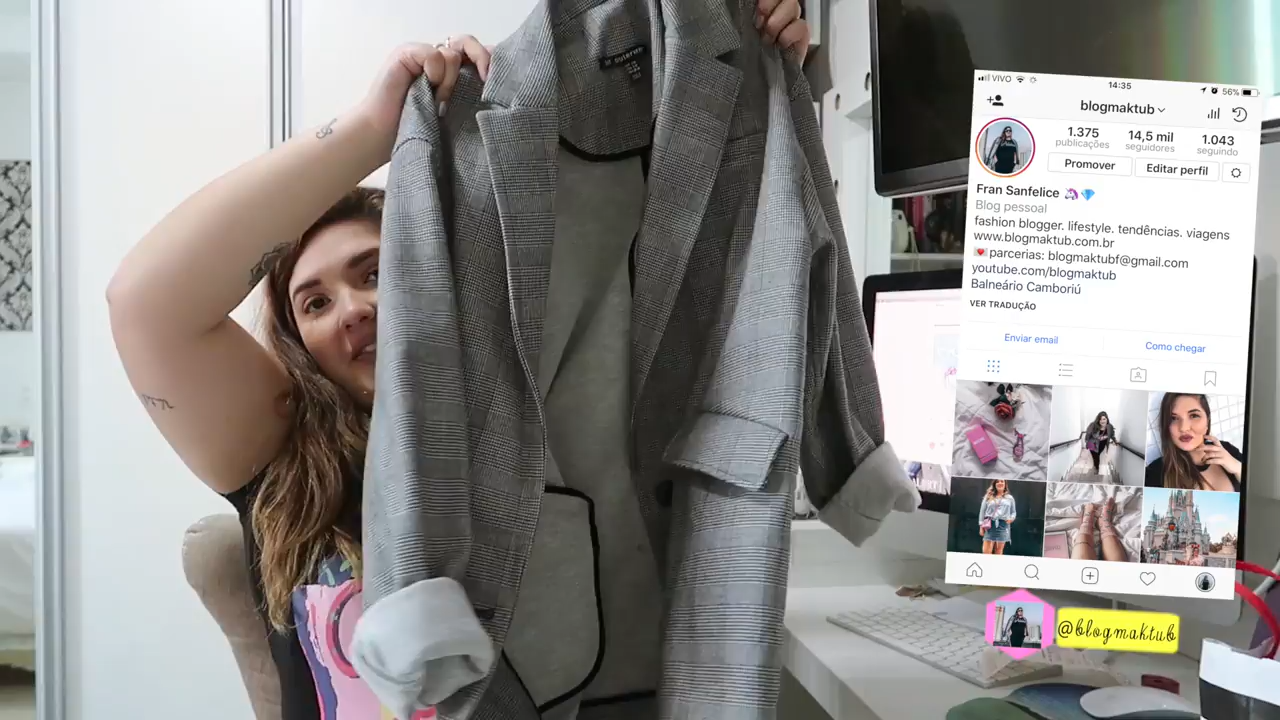 VIVO
14:35
56%
blogmaktub
1.375
publicações
14,5 mil
seguidores
1.043
seguindo
Promover
Editar perfil
Fran Sanfelice
Blog pessoal
fashion blogger. lifestyle. tendências. viagens
www.blogmaktub.com.br
parcerias: blogmaktubf@gmail.com
youtube.com/blogmaktub
Balneário Camboriú
VER TRADUÇÃO
Enviar email
Como chegar
@blogmaktub